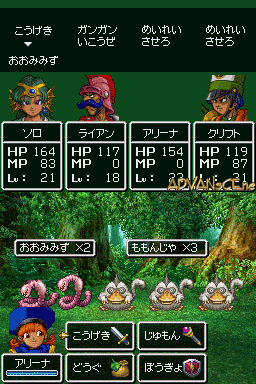 こうげき
おおみみず
ガンガン
いこうぜ
めいれい
させろ
めいれい
させろ
ソロ
HP 164
MP 83
Lv: 21
ライアン
HP 117
MP 0
Lv: 18
アリーナ
HP 154
MP 0
Lv: 23
クリフト
HP 119
MP 87
Lv: 21
ADVANsCEne
おおみみず ×2
ももんじゃ ×3
アリーナ
こうげき
じゅもん
どうぐ
ぼうぎょ